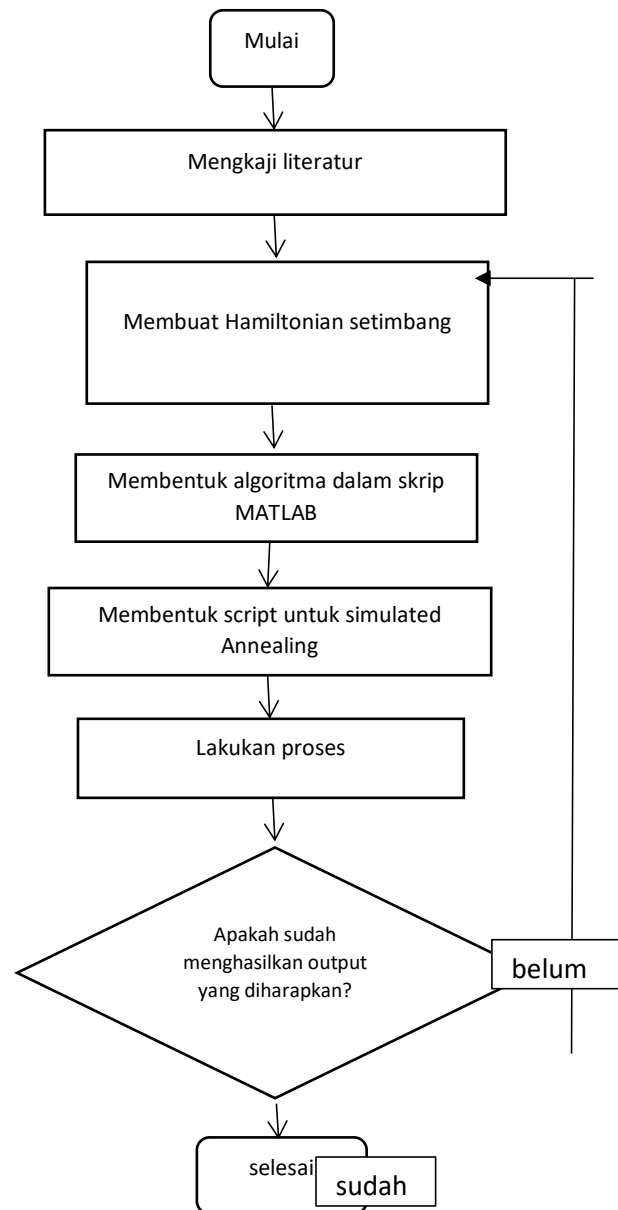 Mulai
Mengkaji literatur
Membuat Hamiltonian setimbang
Membentuk algoritma dalam skrip
MATLAB
Membentuk script untuk simulated
Annealing
Lakukan proses
Apakah sudah
menghasilkan output
yang diharapkan?
belum
selesai
sudah